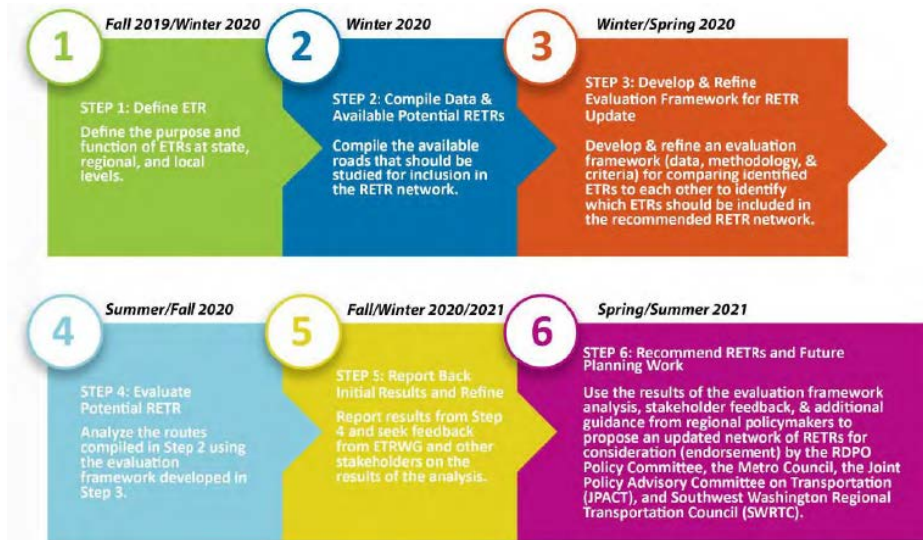 Fall 2019/Winter 2020
1
STEP 1: Define ETR
Define the purpose and
function of ETRs at state,
regional, and local
levels.
Winter 2020
2
STEP 2: Compile Data &
Available Potential RETRs
Compile the available
roads that should be
studied for inclusion in
the RETR network.
Winter/Spring 2020
3
STEP 3: Develop & Refine
Evaluation Framework for RETR
Update
Develop & refine an evaluation
framework (data, methodology, &
criteria) for comparing identified
ETRs to each other to identify
which ETRs should be included in
the recommended RETR network.
Summer/Fall 2020
4
STEP 4: Evaluate
Potential RETR
Analyze the routes
compiled in Step 2 using
the evaluation
framework developed in
Step 3.
Fall/Winter 2020/2021
5
STEP 5: Report Back
Initial Results and Refine
Report results from Step
4 and seek feedback
from ETRWG and other
stakeholders on the
results of the analysis.
Spring/Summer 2021
6
STEP 6: Recommend RETRs and Future
Planning Work
Use the results of the evaluation framework
analysis, stakeholder feedback, & additional
guidance from regional policymakers to
propose an updated network of RETRs for
consideration (endorsement) by the RDPO
Policy Committee, the Metro Council, the Joint
Policy Advisory Committee on Transportation
(JPACT), and Southwest Washington Regional
Transportation Council (SWRTC).